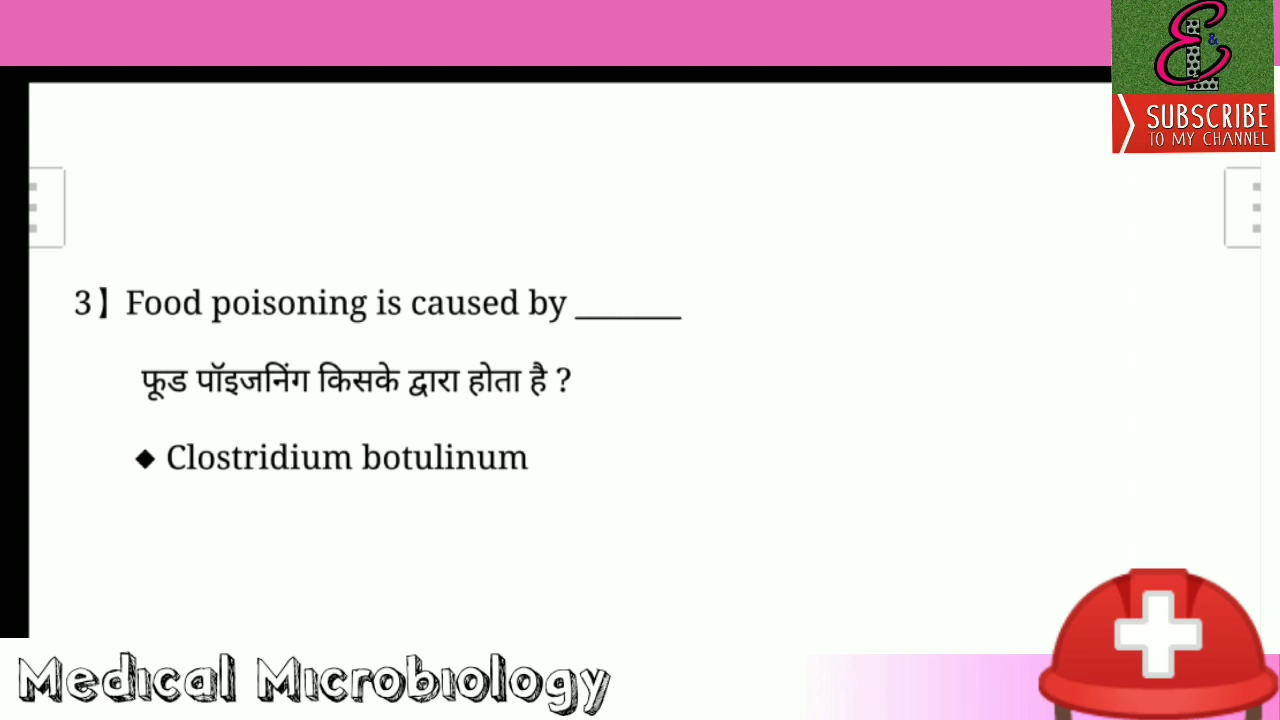 &
SUBSCRIBE
TO MY CHANNEL
3】Food poisoning is caused by _______
फूड पॉइजनिंग किसके द्वारा होता है ?
◆ Clostridium botulinum
Medical Microbiology